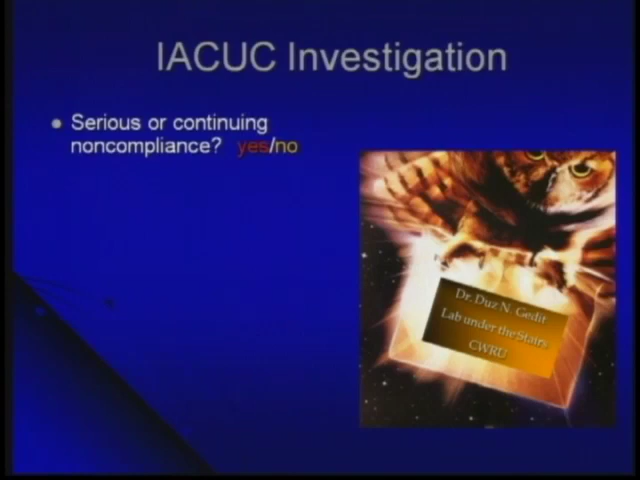 IACUC Investigation
Serious or continuing
noncompliance? yes/no
Dr. Duz N. Gedit
Lab under the Stairs
CWRU